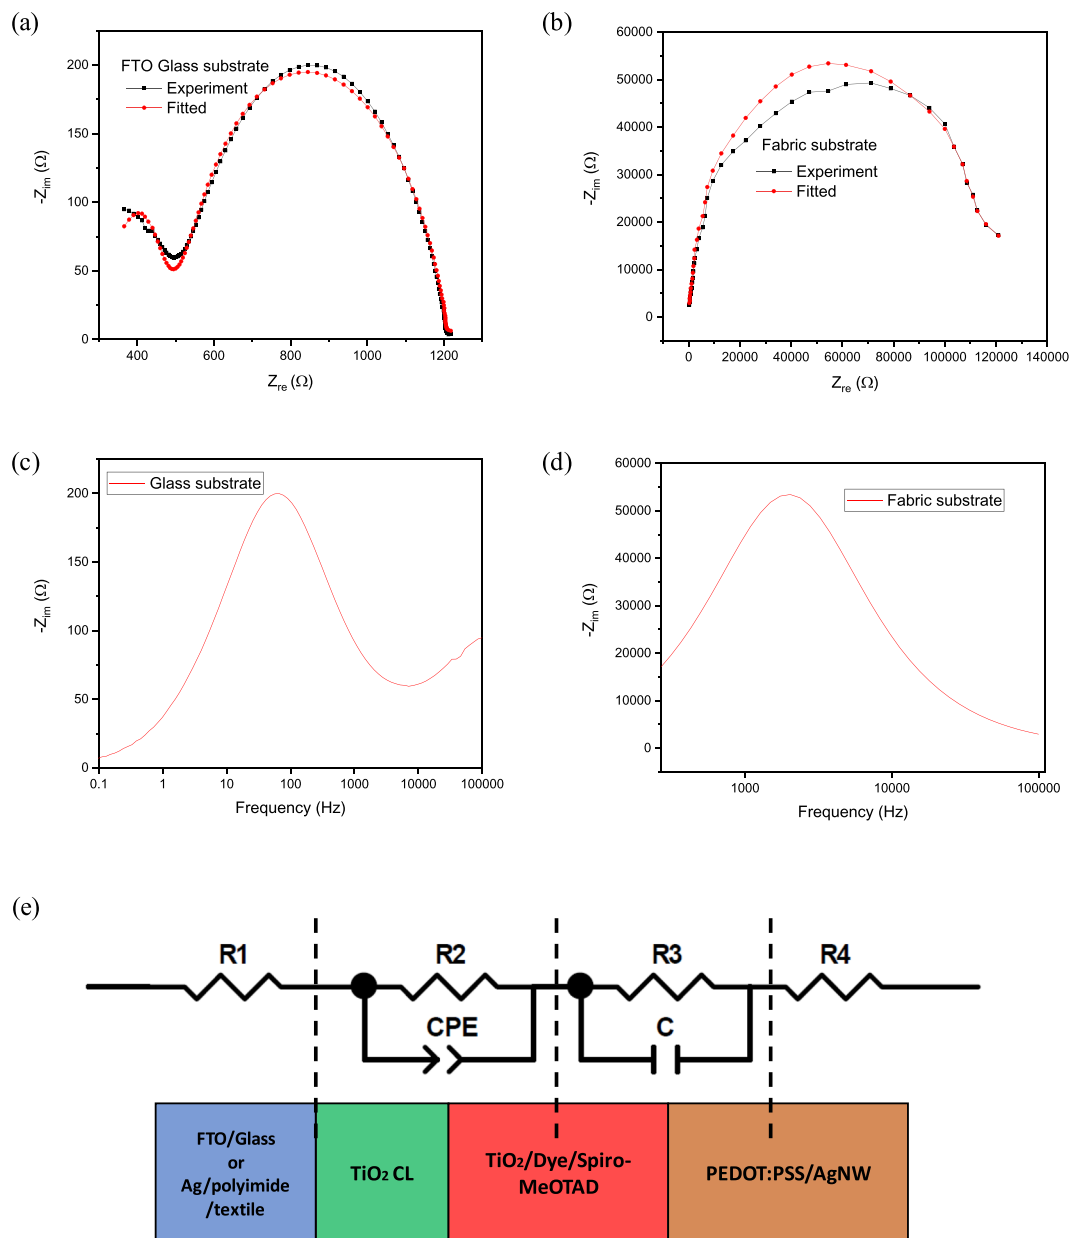 (a)
200
150
100
50
0
-Zim (Ω)
FTO Glass substrate
Experiment
Fitted
400 600 800 1000 1200
Zre (Ω)
(b)
60000
50000
40000
30000
20000
10000
0
-Zim (Ω)
Fabric substrate
Experiment
Fitted
0 20000 40000 60000 80000 100000 120000 140000
Zre (Ω)
(c)
200
150
100
50
0
-Zim (Ω)
Glass substrate
0.1 1 10 100 1000 10000 100000
Frequency (Hz)
(d)
60000
50000
40000
30000
20000
10000
0
-Zim (Ω)
Fabric substrate
1000 10000 100000
Frequency (Hz)
(e)
R1 R2 R3 R4
CPE C
FTO/Glass
or
Ag/polyimide
/textile
TiO2 CL
TiO2/Dye/Spiro-
MeOTAD
PEDOT:PSS/AgNW